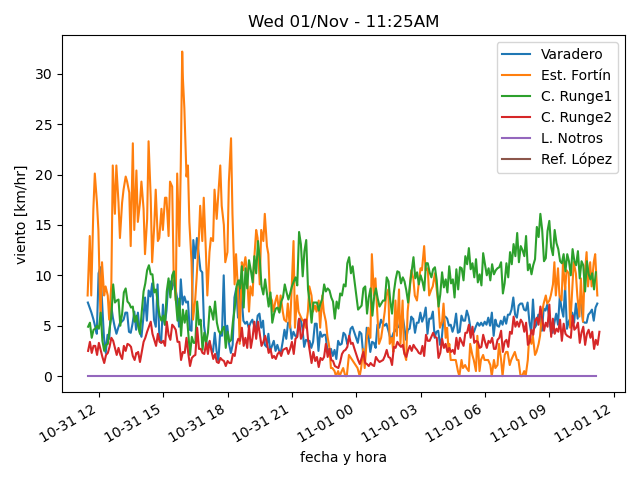 Wed 01/Nov - 11:25AM
Varadero
Est. Fortín
C. Runge1
C. Runge2
L. Notros
Ref. López
viento [km/hr]
30
25
20
15
10
5
0
10-31 12
10-31 15
10-31 18
10-31 21
11-01 00
11-01 03
11-01 06
11-01 09
11-01 12
fecha y hora